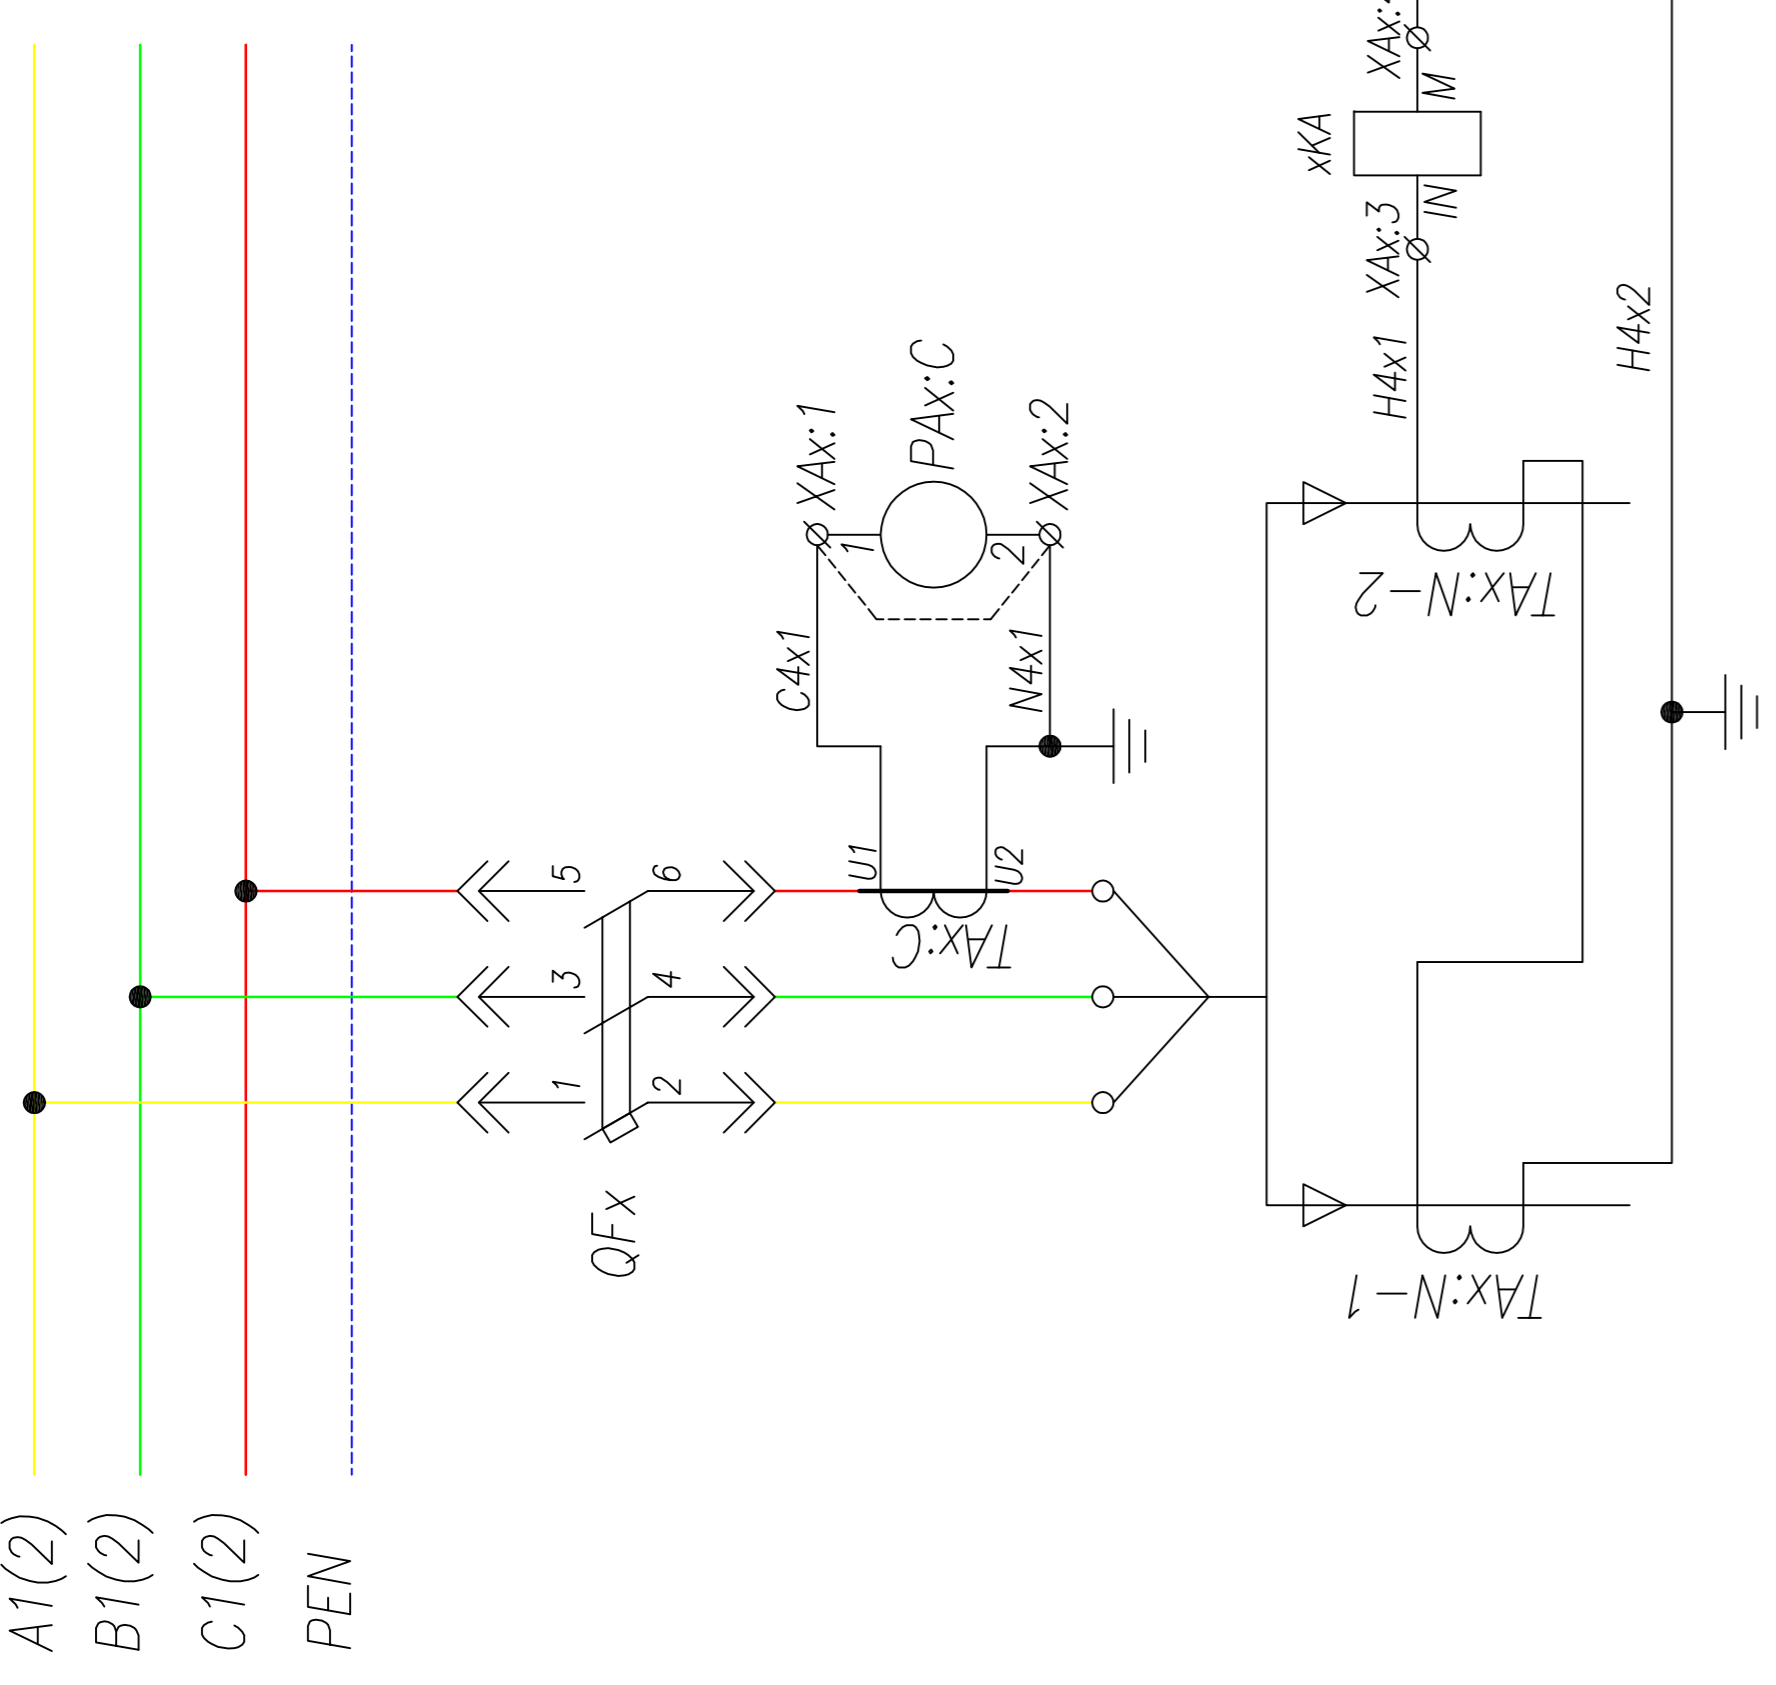 A1(2)
B1(2)
C1(2)
PEN
QFx
1
3
5
2
4
6
U1
U2
TAx:C
C4x1
N4x1
XAx:1
1
PAx:C
2
XAx:2
TAx:N-1
TAx:N-2
H4x1
H4x2
XAx:3
IN
xKA
M
XAx: